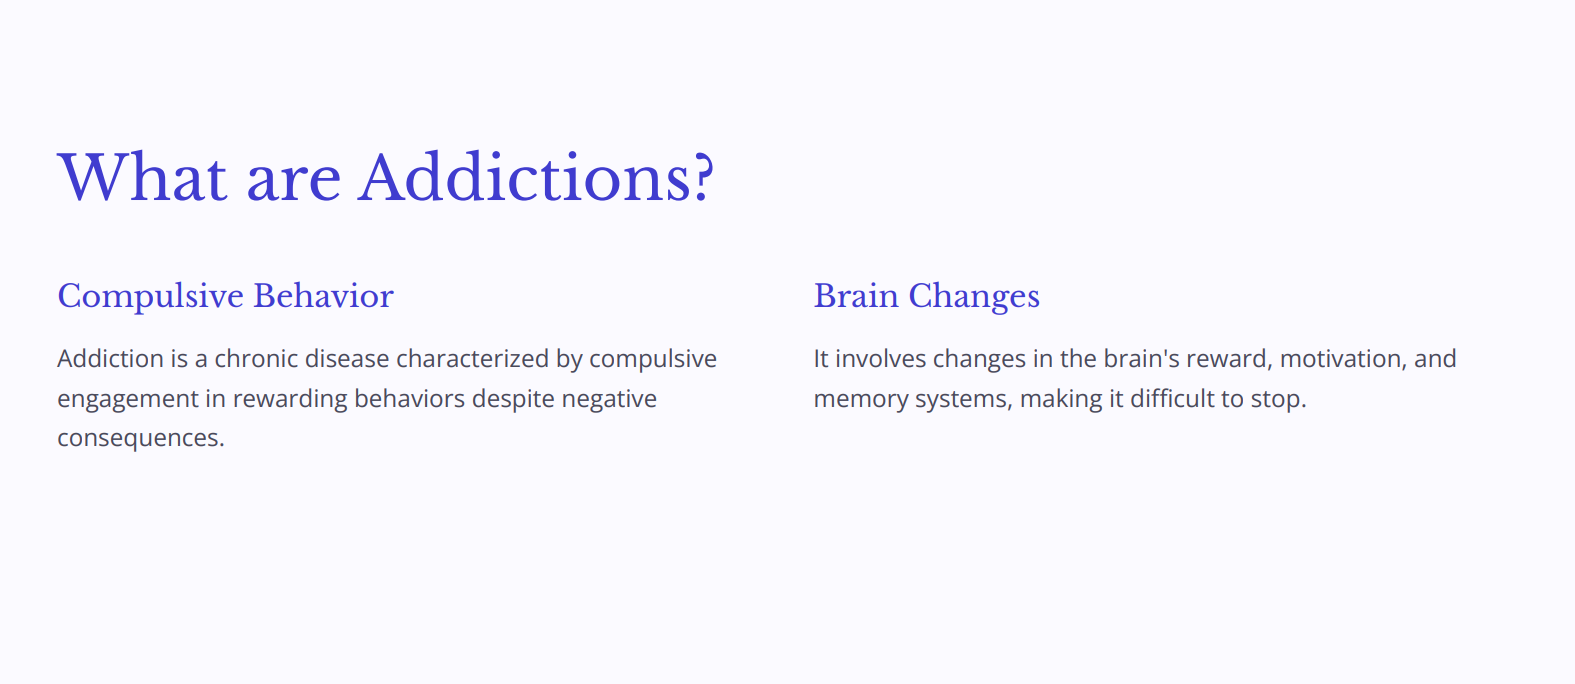 What are Addictions?
Compulsive Behavior
Addiction is a chronic disease characterized by compulsive
engagement in rewarding behaviors despite negative
consequences.
Brain Changes
It involves changes in the brain's reward, motivation, and
memory systems, making it difficult to stop.